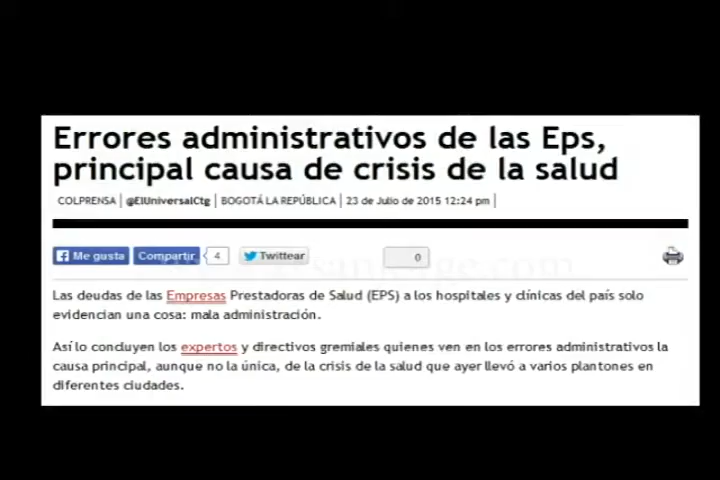 Errores administrativos de las Eps,
principal causa de crisis de la salud
COLPRENSA | @ElUniversalCtg | BOGOTÁ LA REPÚBLICA | 23 de Julio de 2015 12:24 pm |
Me gusta Compartir 4 Twittear 0
Las deudas de las Empresas Prestadoras de Salud (EPS) a los hospitales y clínicas del país solo
evidencian una cosa: mala administración.
Así lo concluyen los expertos y directivos gremiales quienes ven en los errores administrativos la
causa principal, aunque no la única, de la crisis de la salud que ayer llevó a varios plantones en
diferentes ciudades.